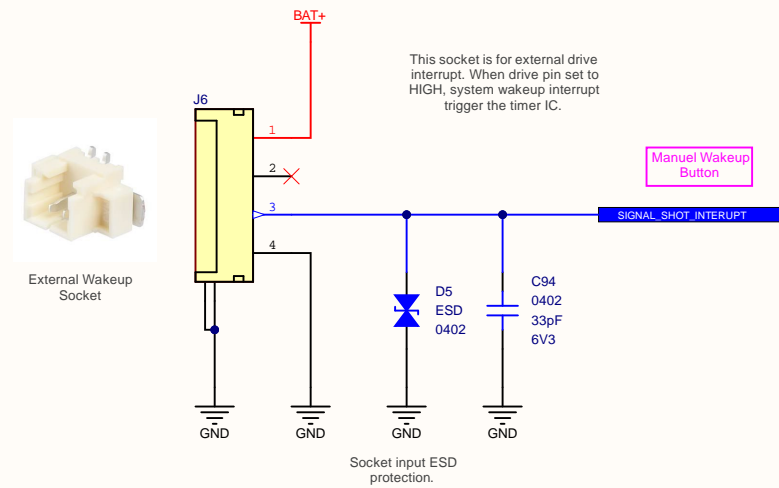 BAT+
This socket is for external drive
interrupt. When drive pin set to
HIGH, system wakeup interrupt
trigger the timer IC.
J6
1
2
3
4
Manuel Wakeup
Button
SIGNAL_SHOT_INTERUPT
External Wakeup
Socket
D5
ESD
0402
C94
0402
33pF
6V3
GND
GND
GND
GND
Socket input ESD
protection.